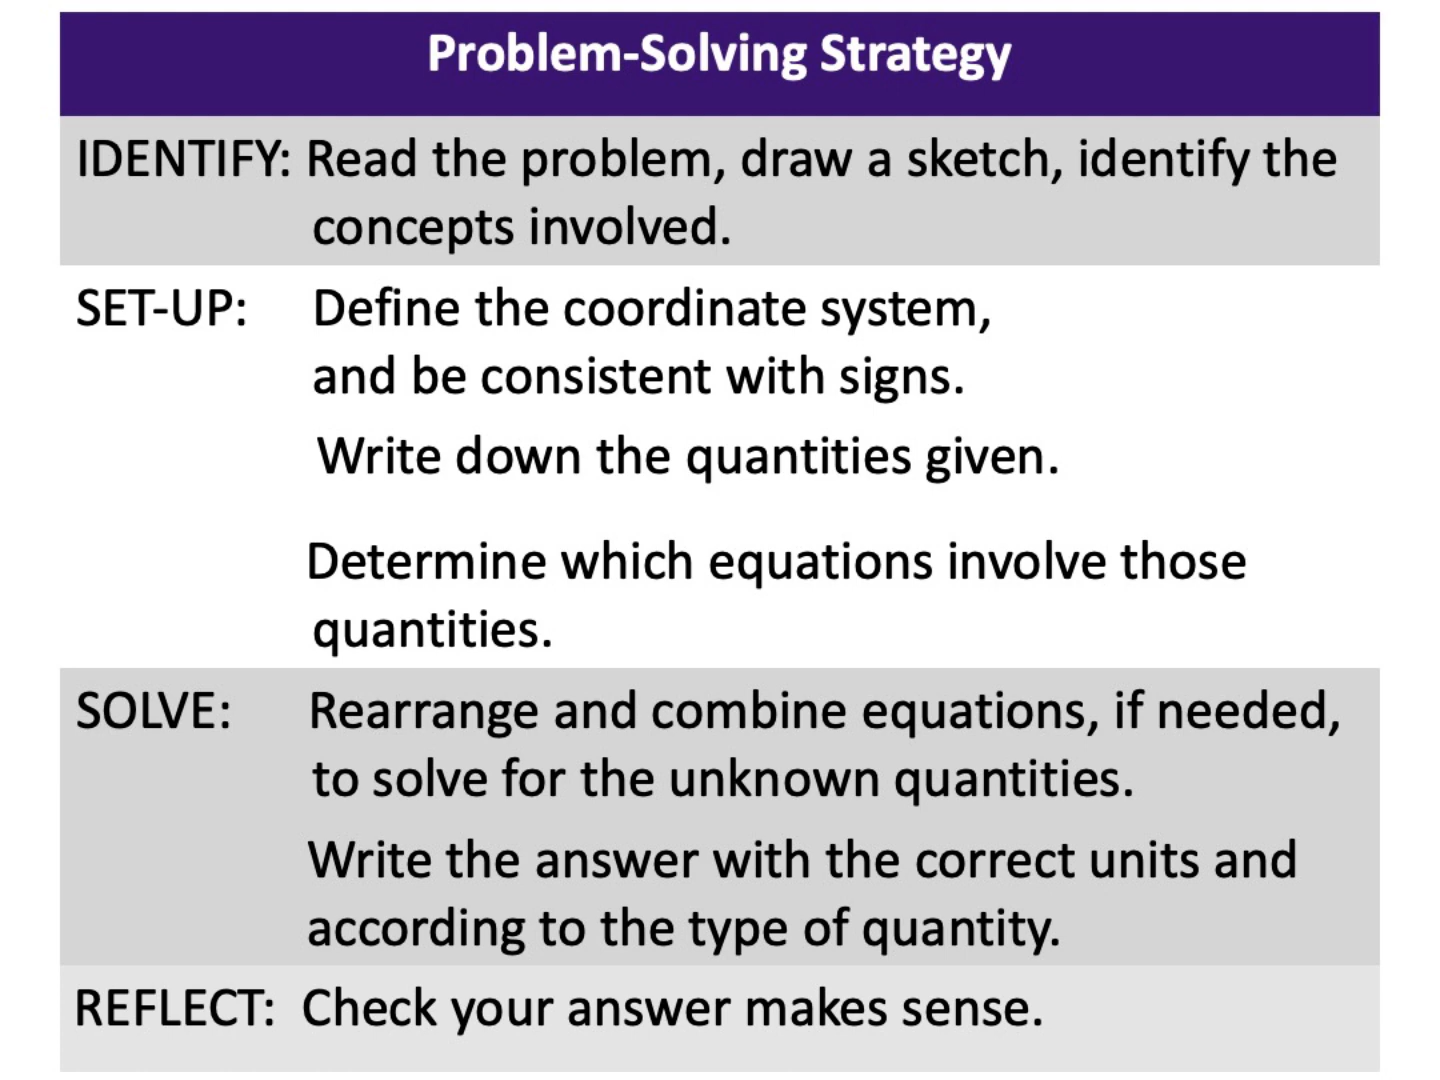 Problem-Solving Strategy
IDENTIFY: Read the problem, draw a sketch, identify the
concepts involved.
SET-UP: Define the coordinate system,
and be consistent with signs.
Write down the quantities given.
Determine which equations involve those
quantities.
SOLVE: Rearrange and combine equations, if needed,
to solve for the unknown quantities.
Write the answer with the correct units and
according to the type of quantity.
REFLECT: Check your answer makes sense.